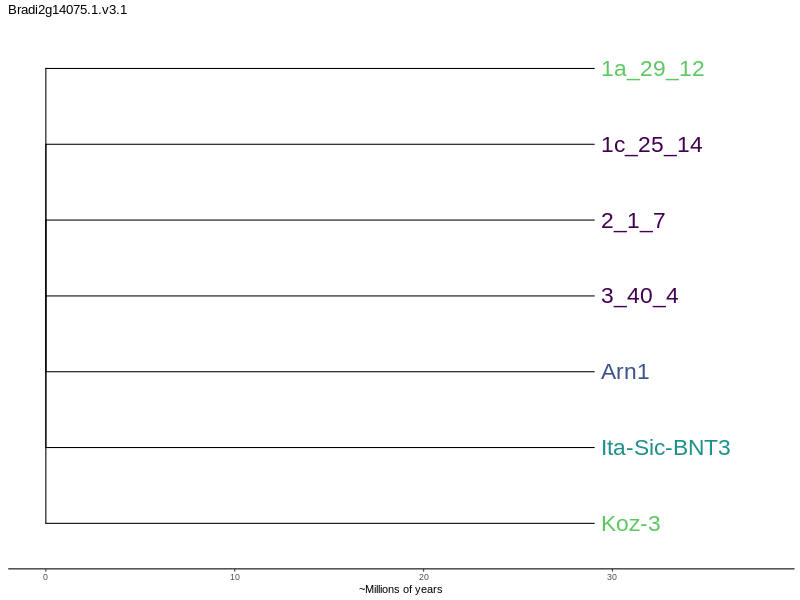 Bradi2g14075.1.v3.1
1a_29_12
1c_25_14
2_1_7
3_40_4
Arn1
Ita-Sic-BNT3
Koz-3
0 10 20 30
~Millions of years